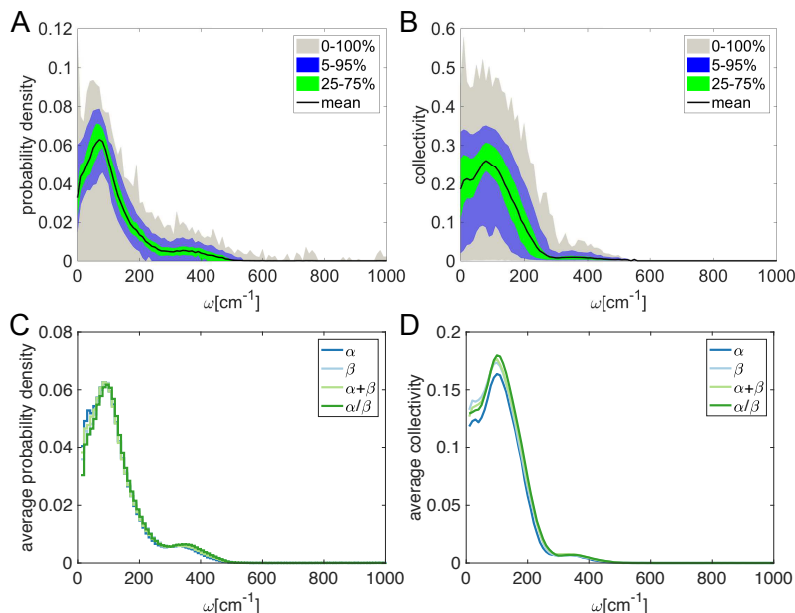 A
probability density
0.12
0.1
0.08
0.06
0.04
0.02
0
0-100%
5-95%
25-75%
mean
0 200 400 600 800 1000
ω[cm⁻¹]
B
collectivity
0.6
0.5
0.4
0.3
0.2
0.1
0
0-100%
5-95%
25-75%
mean
0 200 400 600 800 1000
ω[cm⁻¹]
C
average probability density
0.08
0.06
0.04
0.02
0
α
β
α+β
α/β
0 200 400 600 800 1000
ω[cm⁻¹]
D
average collectivity
0.2
0.15
0.1
0.05
0
α
β
α+β
α/β
0 200 400 600 800 1000
ω[cm⁻¹]